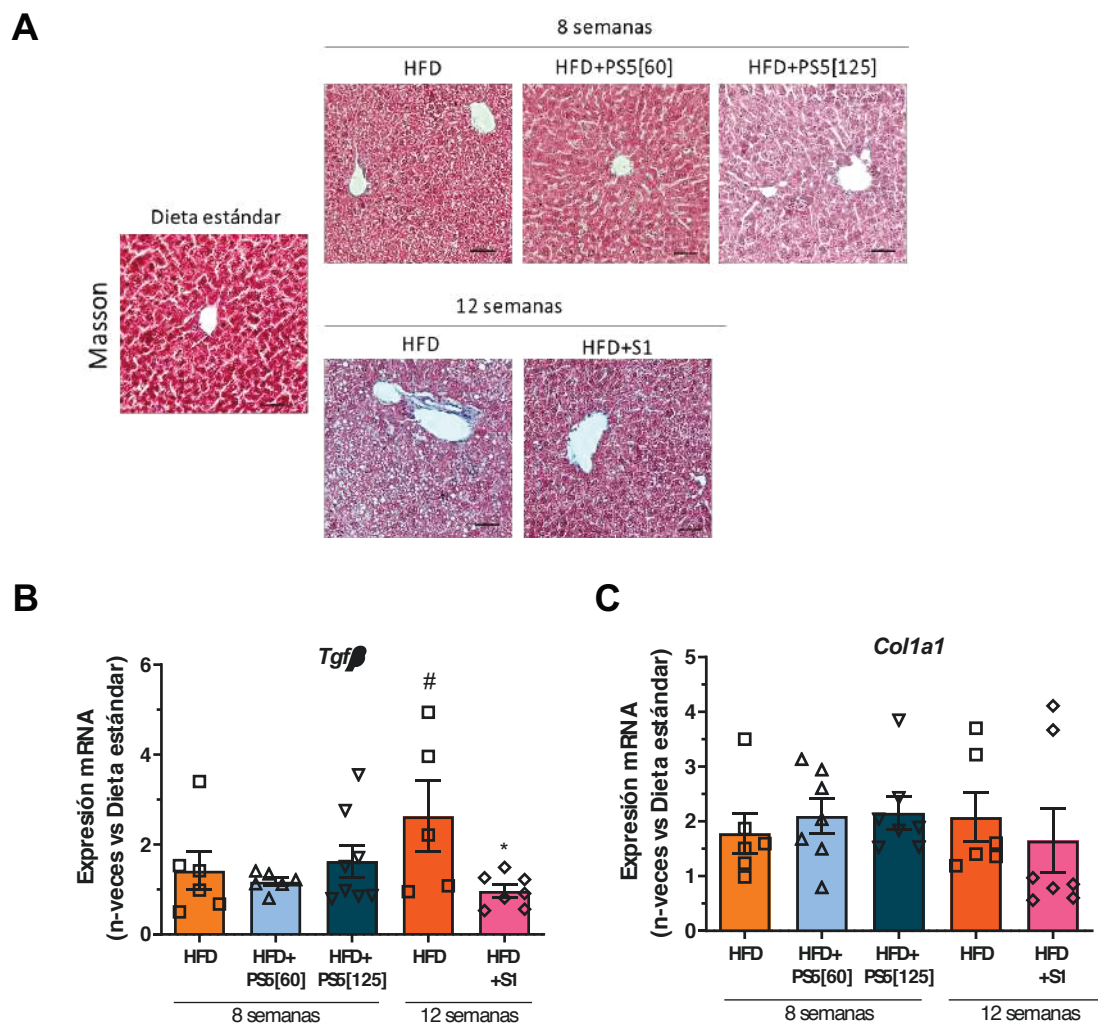 A
8 semanas
HFD
HFD+PS5[60]
HFD+PS5[125]
Dieta estándar
Masson
12 semanas
HFD
HFD+S1
B
Tgfβ
Expresión mRNA
(n-veces vs Dieta estándar)
6
4
2
0
#
*
HFD
HFD+
PS5[60]
HFD+
PS5[125]
HFD
HFD
+S1
8 semanas
12 semanas
C
Col1a1
Expresión mRNA
(n-veces vs Dieta estándar)
5
4
3
2
1
0
HFD
HFD+
PS5[60]
HFD+
PS5[125]
HFD
HFD
+S1
8 semanas
12 semanas